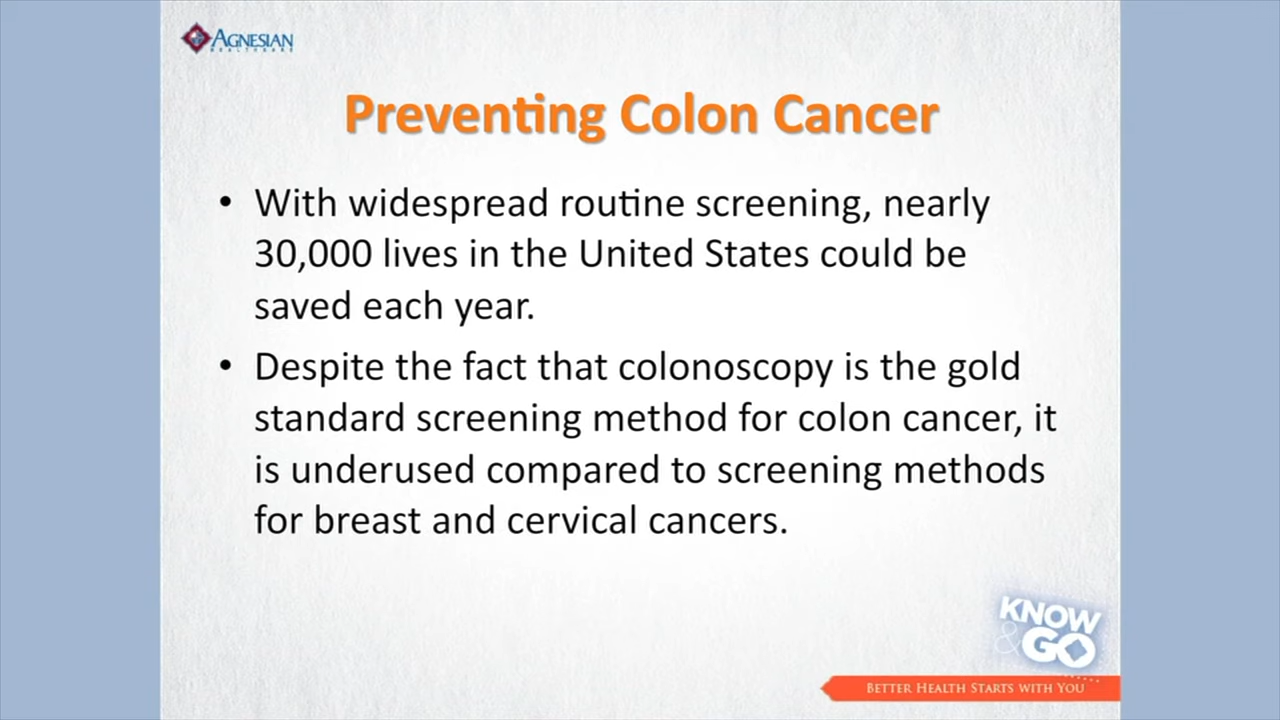 AGNESIAN
HEALTHCARE
Preventing Colon Cancer
• With widespread routine screening, nearly
30,000 lives in the United States could be
saved each year.
• Despite the fact that colonoscopy is the gold
standard screening method for colon cancer, it
is underused compared to screening methods
for breast and cervical cancers.
KNOW
& GO
BETTER HEALTH STARTS WITH YOU